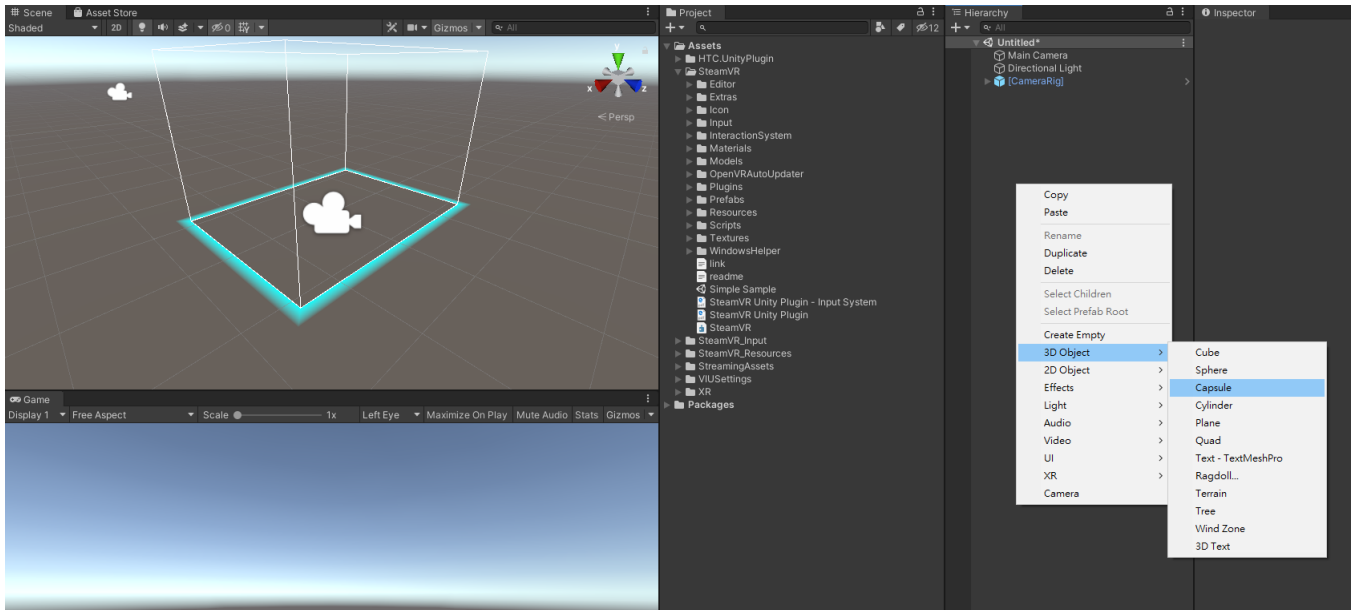 Scene Asset Store
Shaded 2D 0 Gizmos All
y
x z
Persp
Game
Display 1 Free Aspect Scale 1x Left Eye Maximize On Play Mute Audio Stats Gizmos
Project
12
Assets
HTC.UnityPlugin
SteamVR
Editor
Extras
Icon
Input
InteractionSystem
Materials
Models
OpenVRAutoUpdater
Plugins
Prefabs
Resources
Scripts
Textures
WindowsHelper
link
readme
Simple Sample
SteamVR Unity Plugin - Input System
SteamVR Unity Plugin
SteamVR
SteamVR_Input
SteamVR_Resources
StreamingAssets
VIUSettings
XR
Packages
Hierarchy
All
Untitled*
Main Camera
Directional Light
[CameraRig]
Copy
Paste
Rename
Duplicate
Delete
Select Children
Select Prefab Root
Create Empty
3D Object
2D Object
Effects
Light
Audio
Video
UI
XR
Camera
Cube
Sphere
Capsule
Cylinder
Plane
Quad
Text - TextMeshPro
Ragdoll...
Terrain
Tree
Wind Zone
3D Text
Inspector